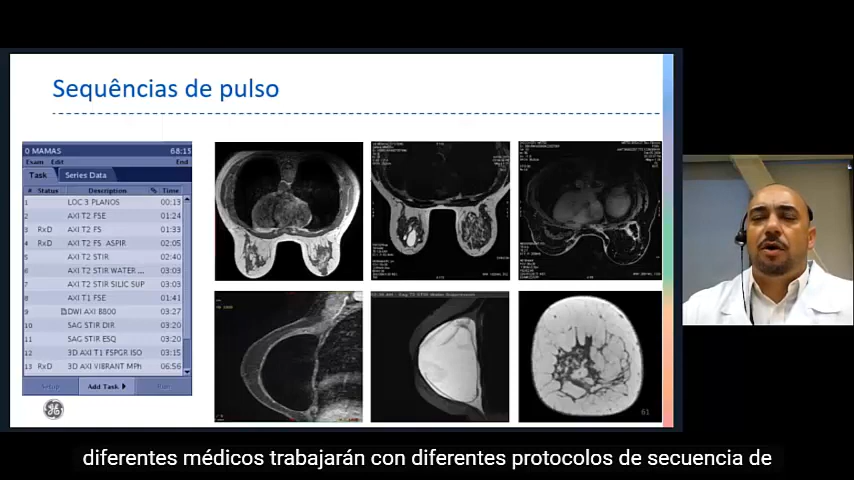 Sequências de pulso
Q MAMAS 68:15
Exam Edit End
Task Series Data
# Status Description Time
1 LOC 3 PLANOS 00:13
2 AXI T2 FSE 01:24
3 RxD AXI T2 FS 01:33
4 RxD AXI T2 FS ASPIR 02:05
5 AXI T2 STIR 02:40
6 AXI T2 STIR WATER ... 03:03
7 AXI T2 STIR SILIC SUP 03:03
8 AXI T1 FSE 01:41
9 DWI AXI B800 03:27
10 SAG STIR DIR 03:20
11 SAG STIR ESQ 03:20
12 3D AXI T1 FSPGR ISO 03:15
13 RxD 3D AXI VIBRANT MPh 06:56
Setup Add Task Run
61
diferentes médicos trabajarán con diferentes protocolos de secuencia de